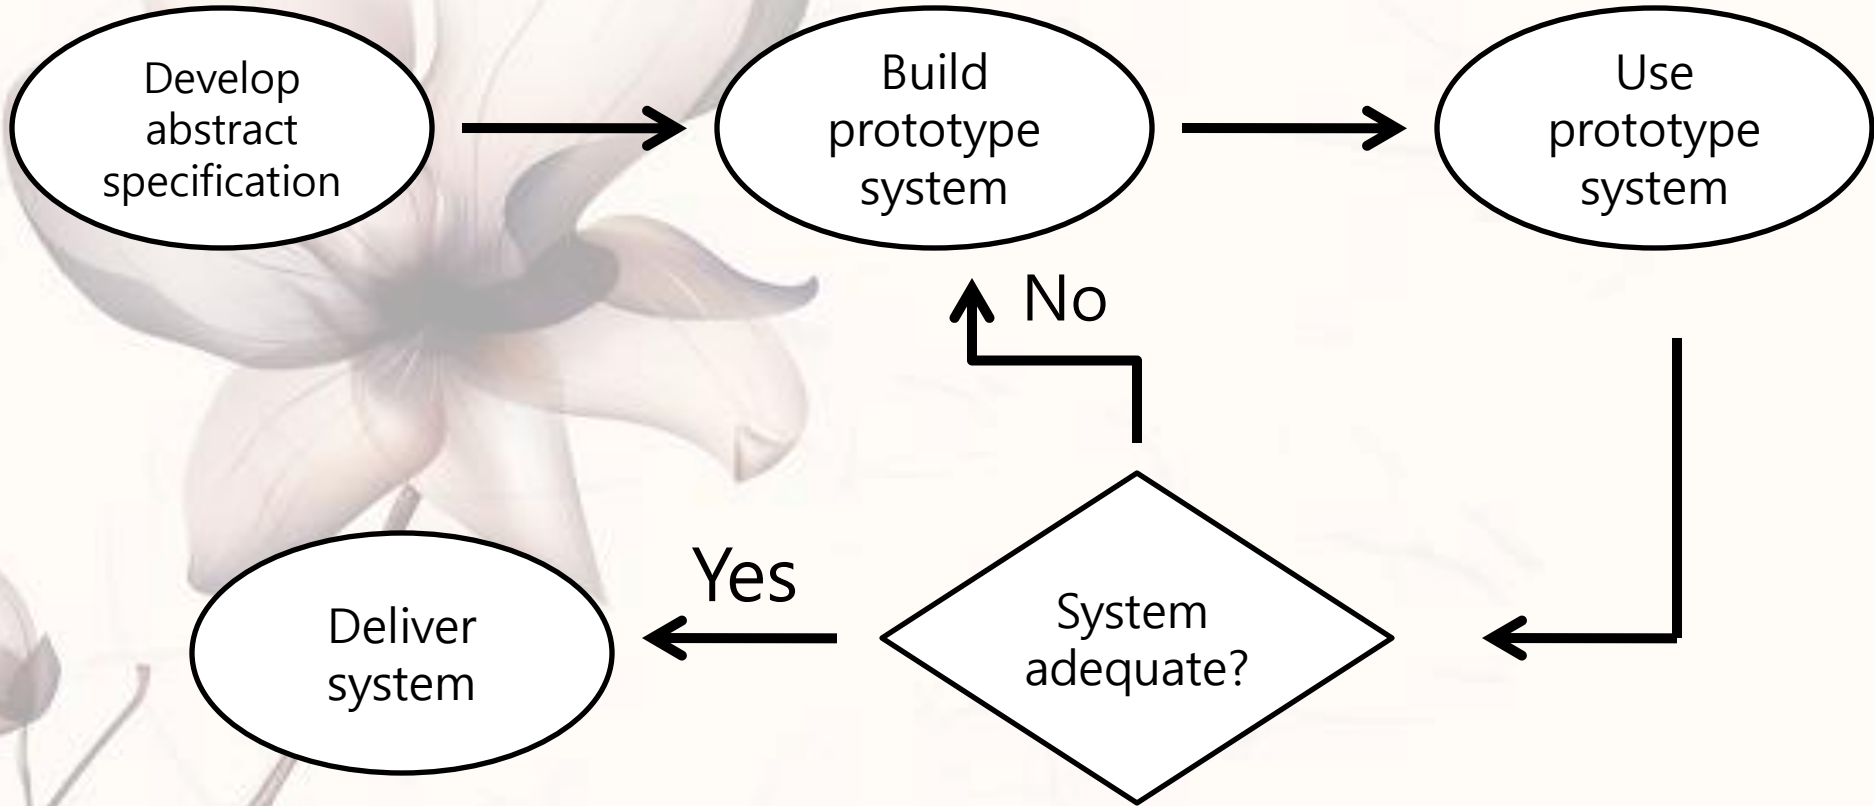 Develop
abstract
specification
Build
prototype
system
Use
prototype
system
No
Yes
System
adequate?
Deliver
system